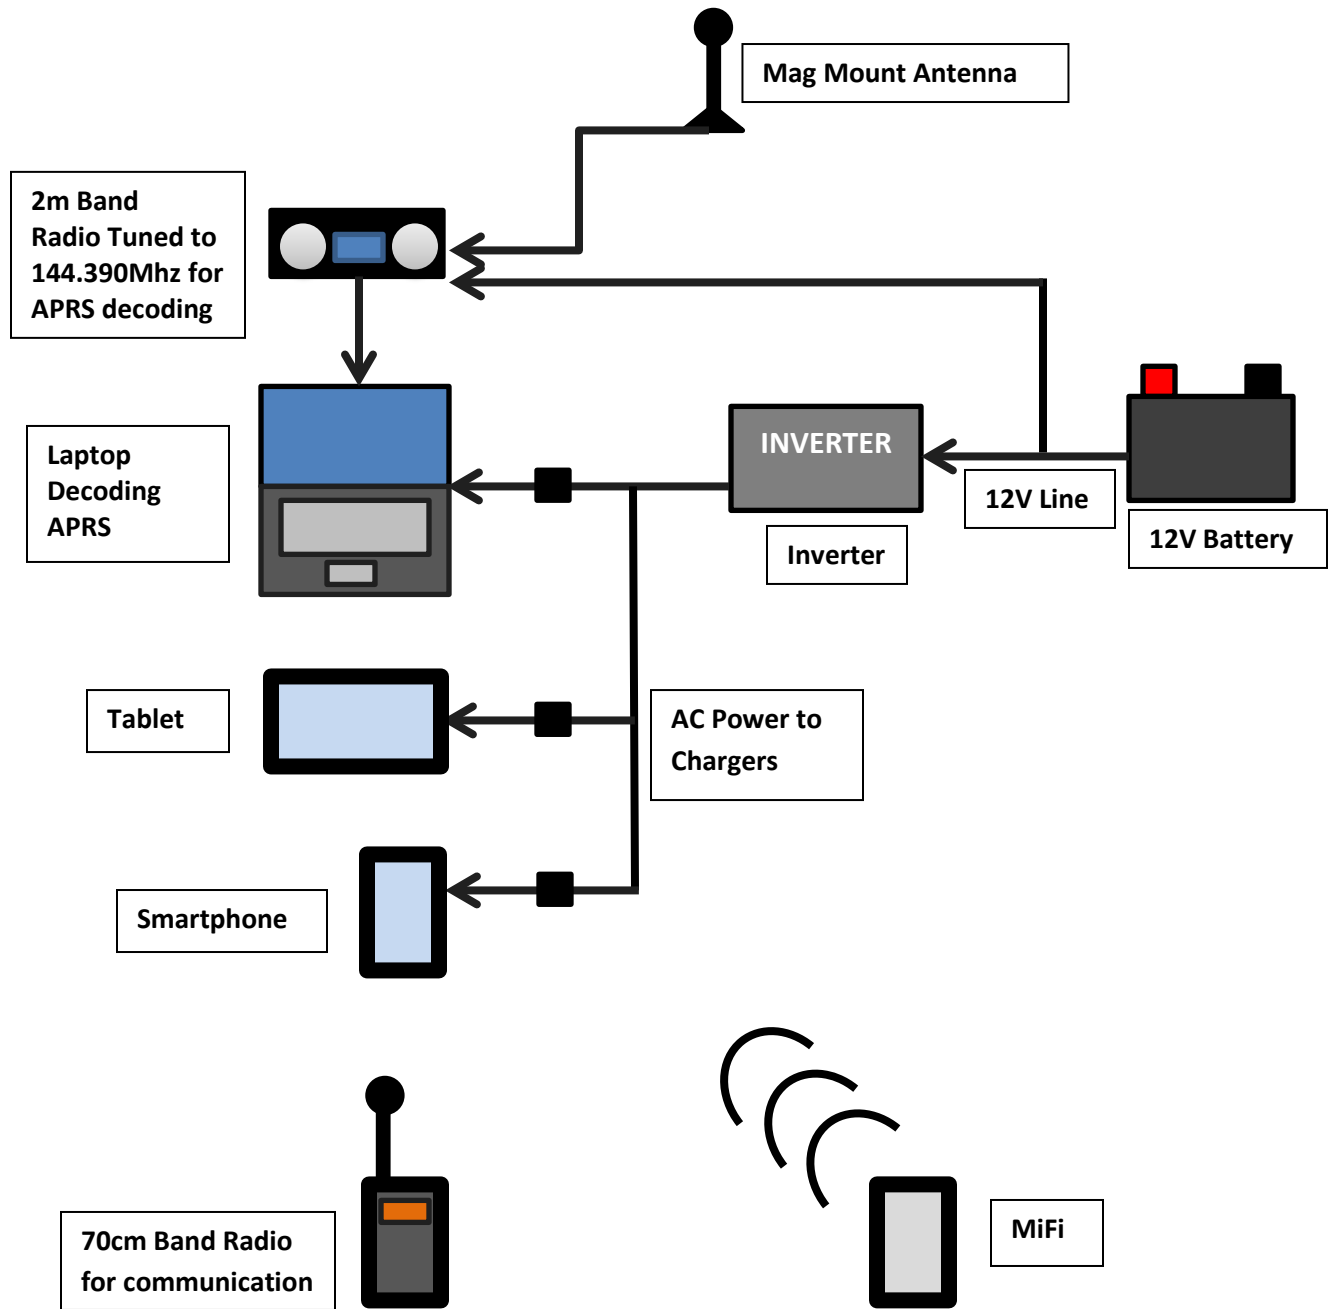 Mag Mount Antenna
2m Band
Radio Tuned to
144.390Mhz for
APRS decoding
Laptop
Decoding
APRS
INVERTER
Inverter
12V Line
12V Battery
Tablet
AC Power to
Chargers
Smartphone
70cm Band Radio
for communication
MiFi